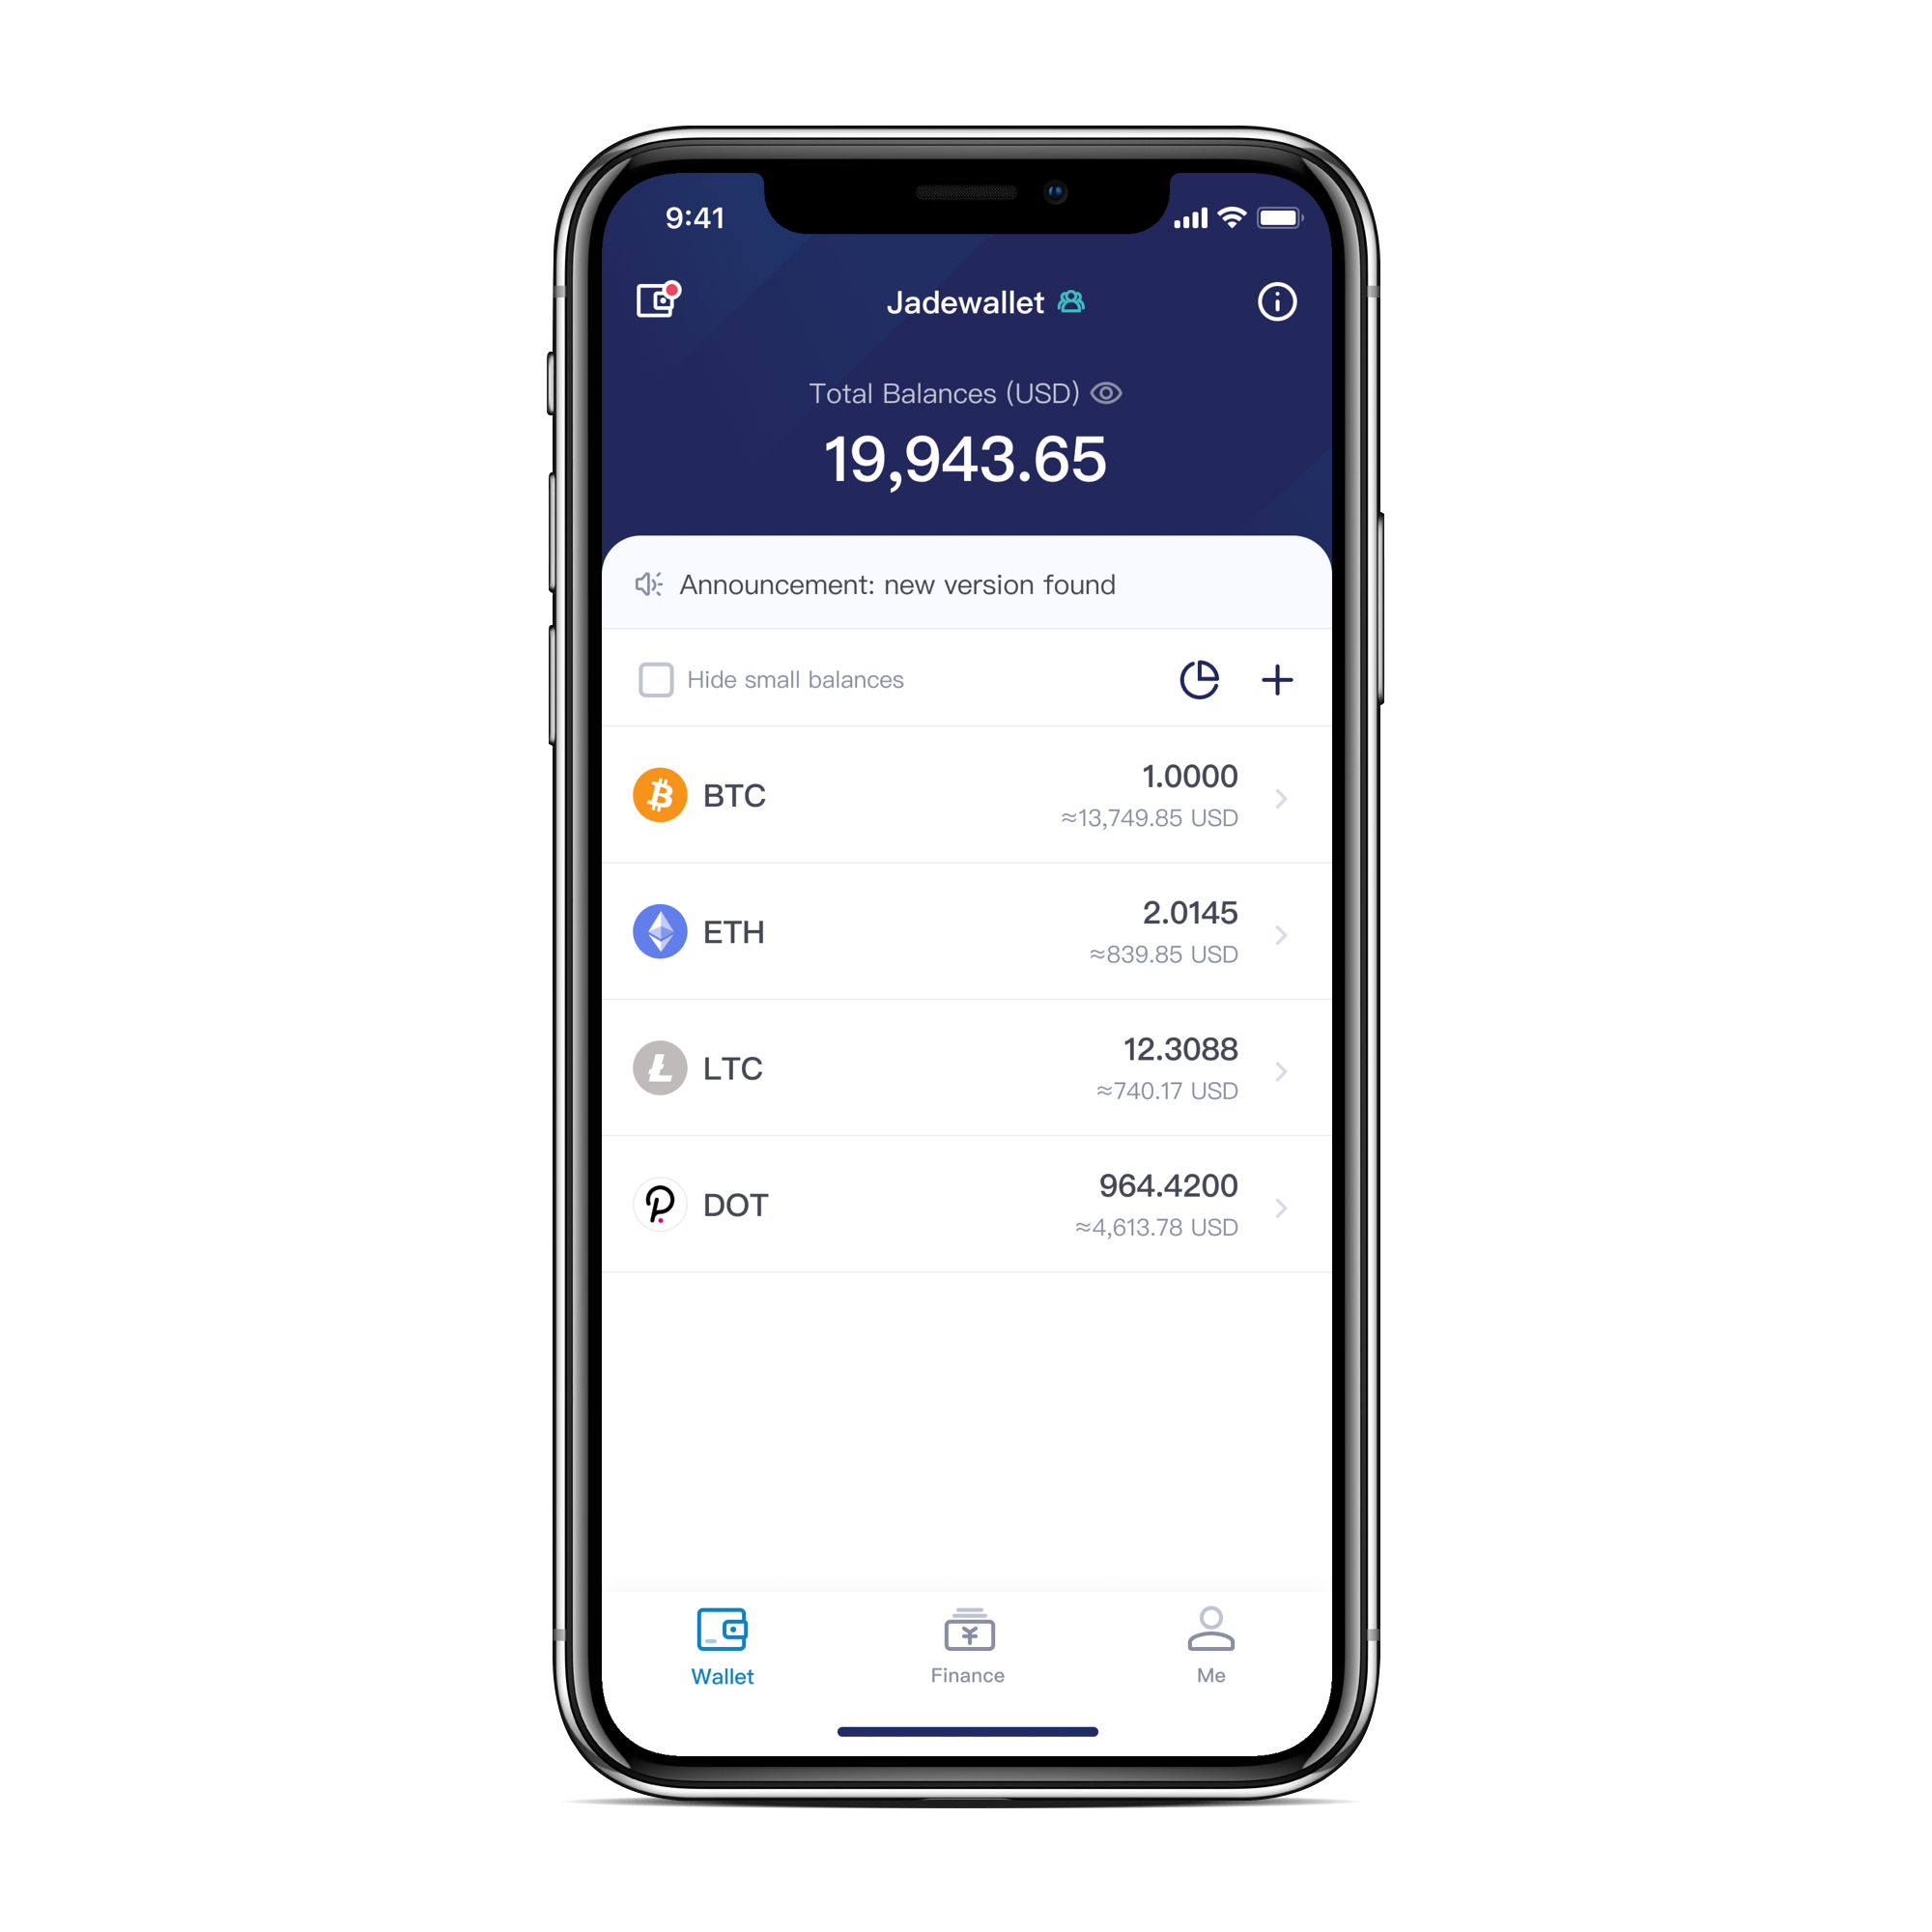 9:41
Jadewallet
Total Balances (USD)
19,943.65
Announcement: new version found
Hide small balances
BTC
1.0000
≈13,749.85 USD
ETH
2.0145
≈839.85 USD
LTC
12.3088
≈740.17 USD
DOT
964.4200
≈4,613.78 USD
Wallet
Finance
Me